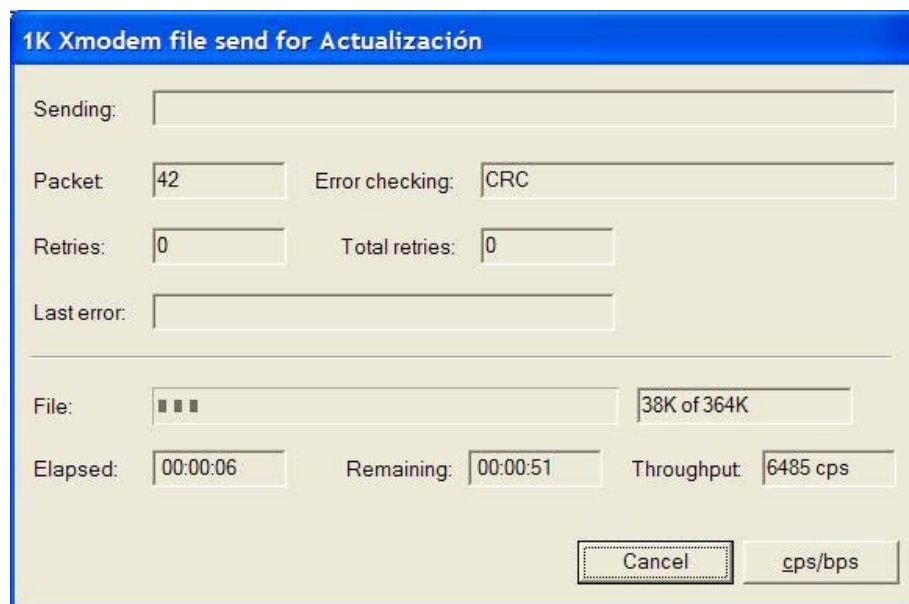 1K Xmodem file send for Actualización
Sending:
Packet: 42 Error checking: CRC
Retries: 0 Total retries: 0
Last error:
File: 38K of 364K
Elapsed: 00:00:06 Remaining: 00:00:51 Throughput: 6485 cps
Cancel cps/bps